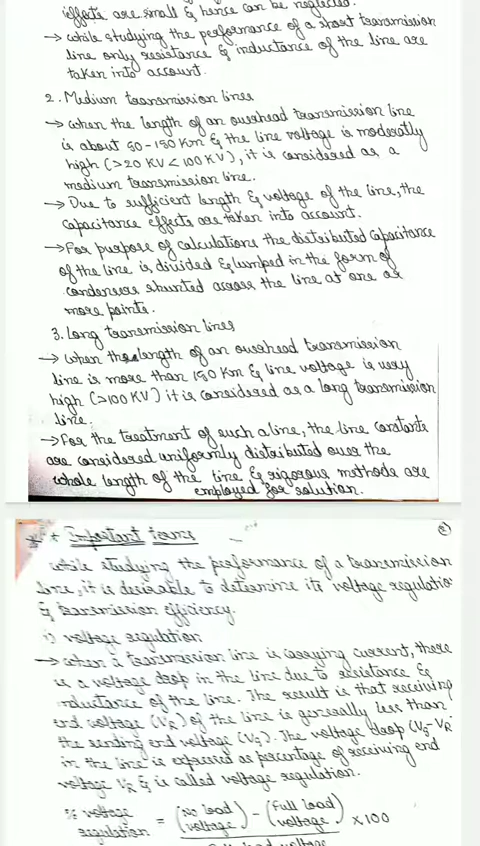 effects are small & hence can be neglected.
→ while studying the performance of a short transmission
line only resistance & inductance of the line are
taken into account.
2. Medium transmission lines
→ When the length of an overhead transmission line
is about 50-150 Km & the line voltage is moderatly
high (>20 KV < 100 KV), it is considered as a
medium transmission line.
→ Due to sufficient length & voltage of the line, the
capacitance effects are taken into account.
→ For purpose of calculations the distributed capacitance
of the line is divided & lumped in the form of
condensers shunted across the line at one or
more points.
3. Long transmission lines
→ When the length of an overhead transmission
line is more than 150 Km & line voltage is very
high (>100 KV) it is considered as a long transmission
line.
→ For the treatment of such a line, the line constants
are considered uniformly distributed over the
whole length of the line & rigorous methods are
employed for solution.
②
* Important terms
while studying the performance of a transmission
line, it is desirable to determine its voltage regulatio
& transmission efficiency.
i) voltage regulation
→ when a transmission line is carrying current, there
is a voltage drop in the line due to resistance &
inductance of the line. The result is that receiving
end voltage (VR) of the line is generally less than
the sending end voltage (VS). The voltage drop (VS-VR
in the line is expressed as percentage of receiving end
voltage VR & is called voltage regulation.
% voltage regulation = (No load voltage) - (Full load voltage) ×100